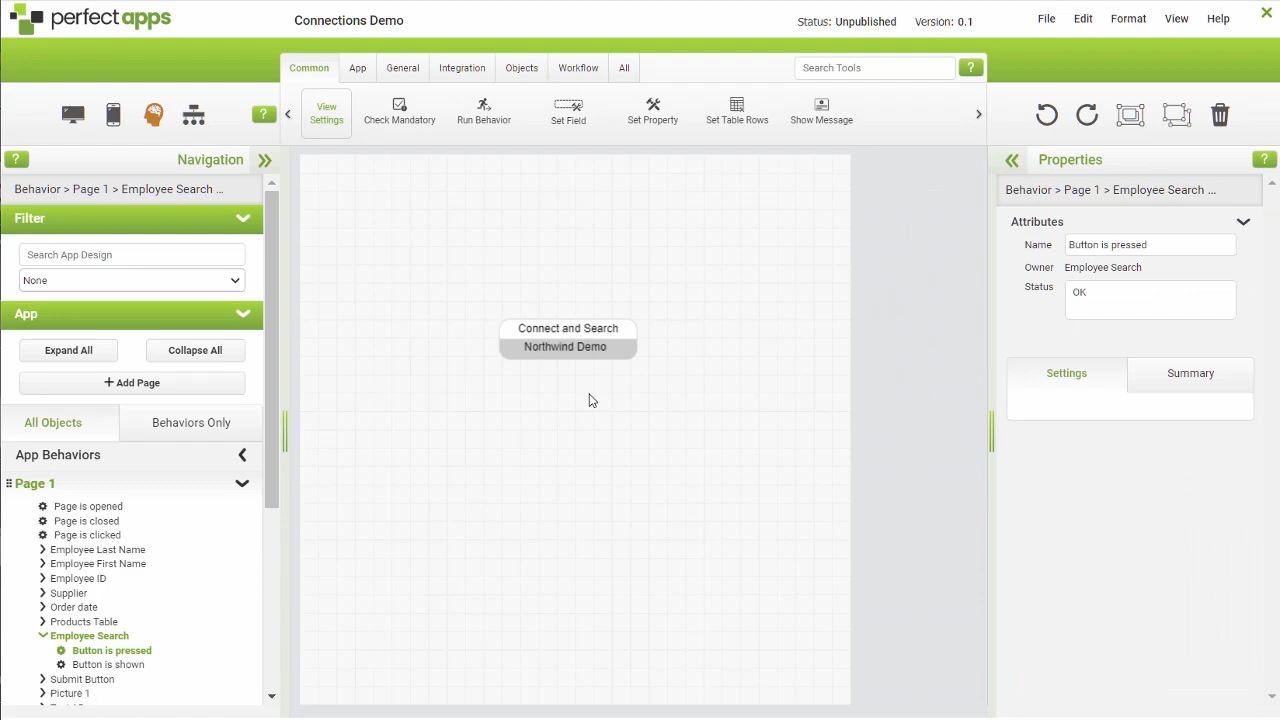 perfectapps
Connections Demo
Status: Unpublished
Version: 0.1
File
Edit
Format
View
Help
Common
App
General
Integration
Objects
Workflow
All
Search Tools
?
?
View
Settings
Check Mandatory
Run Behavior
Set Field
Set Property
Set Table Rows
Show Message
?
Navigation
Behavior > Page 1 > Employee Search ...
Filter
Search App Design
None
App
Expand All
Collapse All
+ Add Page
All Objects
Behaviors Only
App Behaviors
Page 1
Page is opened
Page is closed
Page is clicked
Employee Last Name
Employee First Name
Employee ID
Supplier
Order date
Products Table
Employee Search
Button is pressed
Button is shown
Submit Button
Picture 1
Connect and Search
Northwind Demo
Properties
?
Behavior > Page 1 > Employee Search ...
Attributes
Name
Button is pressed
Owner
Employee Search
Status
OK
Settings
Summary